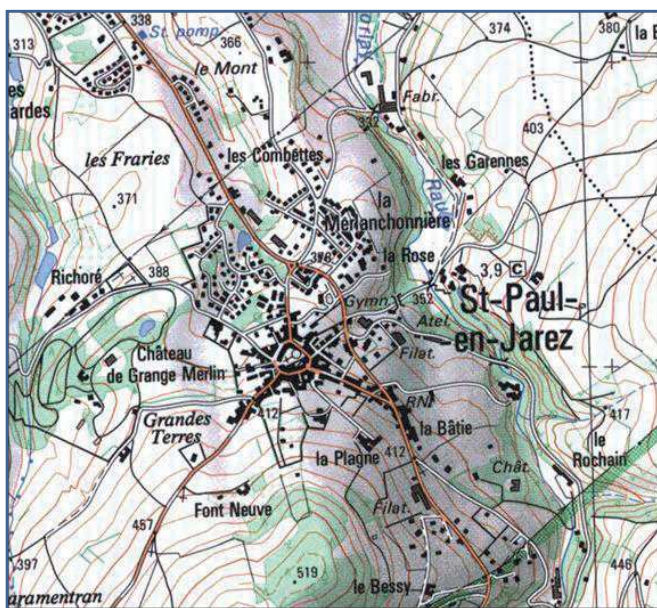 338
St. pomp.
366
374
380
la B
313
le Mont
Fabr.
es
ardes
332
403
les Fraries
les Combettes
les Garennes
371
la
Menanchonnière
Richoré
388
376
la Rose
3,9 C
Gymn.
352
St-Paul-
en-Jarez
Atel.
Château
de Grange Merlin
Filat.
Grandes
Terres
412
RN
la Bâtie
417
la Plagne
412
le
Rochain
Chât.
Font Neuve
Filat.
457
397
519
446
aramentran
le Bessy